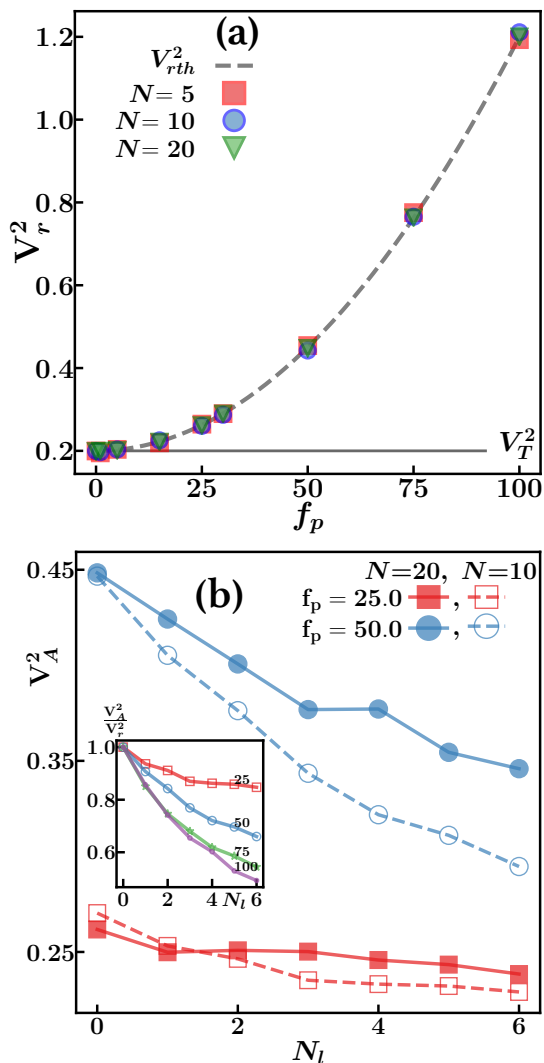 (a)
V²ᵣₜₕ
N= 5
N= 10
N= 20
1.2
1.0
0.8
0.6
0.4
0.2
V²ᵣ
V²_T
0 25 50 75 100
fₚ
(b)
N=20, N=10
fₚ = 25.0 ,
fₚ = 50.0 ,
0.45
0.35
0.25
V²_A
V²_A
V²ᵣ
1.0
0.8
0.6
25
50
75
100
0 2 4 Nₗ 6
0 2 4 6
Nₗ